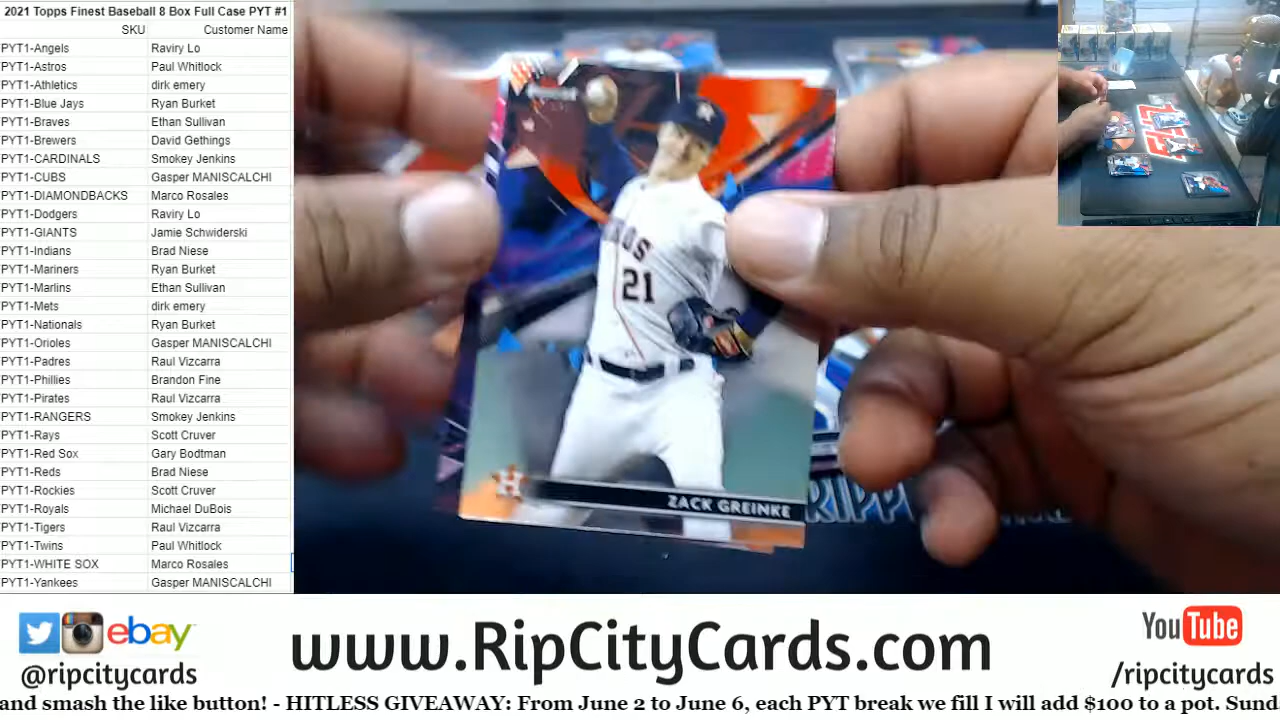 2021 Topps Finest Baseball 8 Box Full Case PYT #1
SKU Customer Name
PYT1-Angels Raviry Lo
PYT1-Astros Paul Whitlock
PYT1-Athletics dirk emery
PYT1-Blue Jays Ryan Burket
PYT1-Braves Ethan Sullivan
PYT1-Brewers David Gethings
PYT1-CARDINALS Smokey Jenkins
PYT1-CUBS Gasper MANISCALCHI
PYT1-DIAMONDBACKS Marco Rosales
PYT1-Dodgers Raviry Lo
PYT1-GIANTS Jamie Schwiderski
PYT1-Indians Brad Niese
PYT1-Mariners Ryan Burket
PYT1-Marlins Ethan Sullivan
PYT1-Mets dirk emery
PYT1-Nationals Ryan Burket
PYT1-Orioles Gasper MANISCALCHI
PYT1-Padres Raul Vizcarra
PYT1-Phillies Brandon Fine
PYT1-Pirates Raul Vizcarra
PYT1-RANGERS Smokey Jenkins
PYT1-Rays Scott Cruver
PYT1-Red Sox Gary Bodtman
PYT1-Reds Brad Niese
PYT1-Rockies Scott Cruver
PYT1-Royals Michael DuBois
PYT1-Tigers Raul Vizcarra
PYT1-Twins Paul Whitlock
PYT1-WHITE SOX Marco Rosales
PYT1-Yankees Gasper MANISCALCHI
21
H
ZACK GREINKE
RIPP
ebay
@ripcitycards
www.RipCityCards.com
YouTube
/ripcitycards
and smash the like button! - HITLESS GIVEAWAY: From June 2 to June 6, each PYT break we fill I will add $100 to a pot. Sund